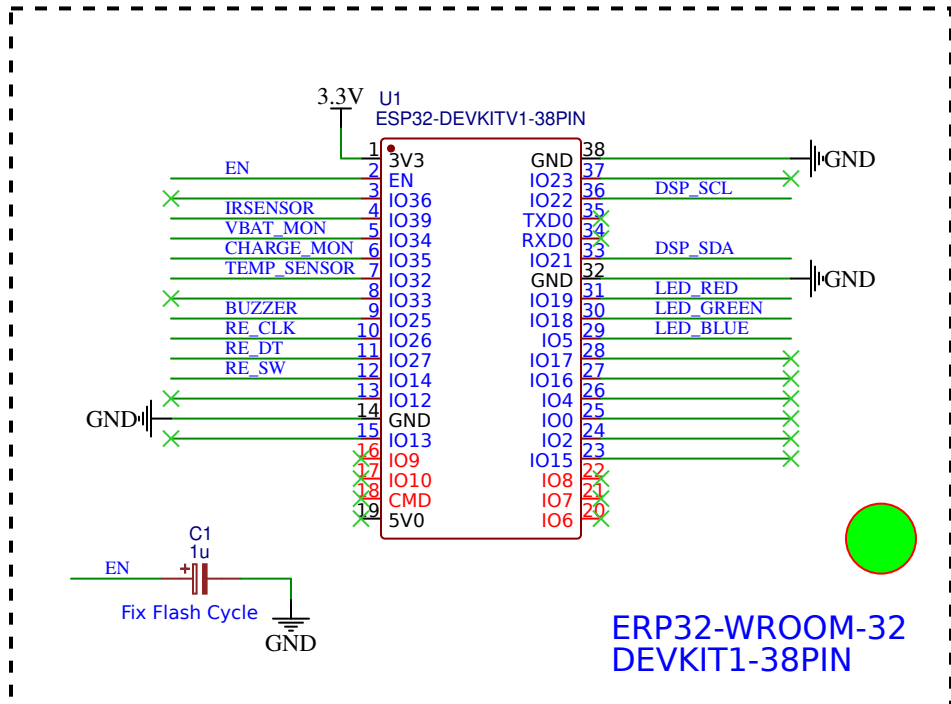 3.3V
U1
ESP32-DEVKITV1-38PIN
1 3V3 GND 38 GND
EN 2 EN IO23 37
3 IO36 IO22 36 DSP_SCL
IRSENSOR 4 IO39 TXD0 35
VBAT_MON 5 IO34 RXD0 34
CHARGE_MON 6 IO35 IO21 33 DSP_SDA
TEMP_SENSOR 7 IO32 GND 32 GND
8 IO33 IO19 31 LED_RED
BUZZER 9 IO25 IO18 30 LED_GREEN
RE_CLK 10 IO26 IO5 29 LED_BLUE
RE_DT 11 IO27 IO17 28
RE_SW 12 IO14 IO16 27
13 IO12 IO4 26
GND 14 GND IO0 25
15 IO13 IO2 24
16 IO9 IO15 23
17 IO10 IO8 22
18 CMD IO7 21
19 5V0 IO6 20
C1
1u
EN
+
Fix Flash Cycle
GND
ERP32-WROOM-32
DEVKIT1-38PIN